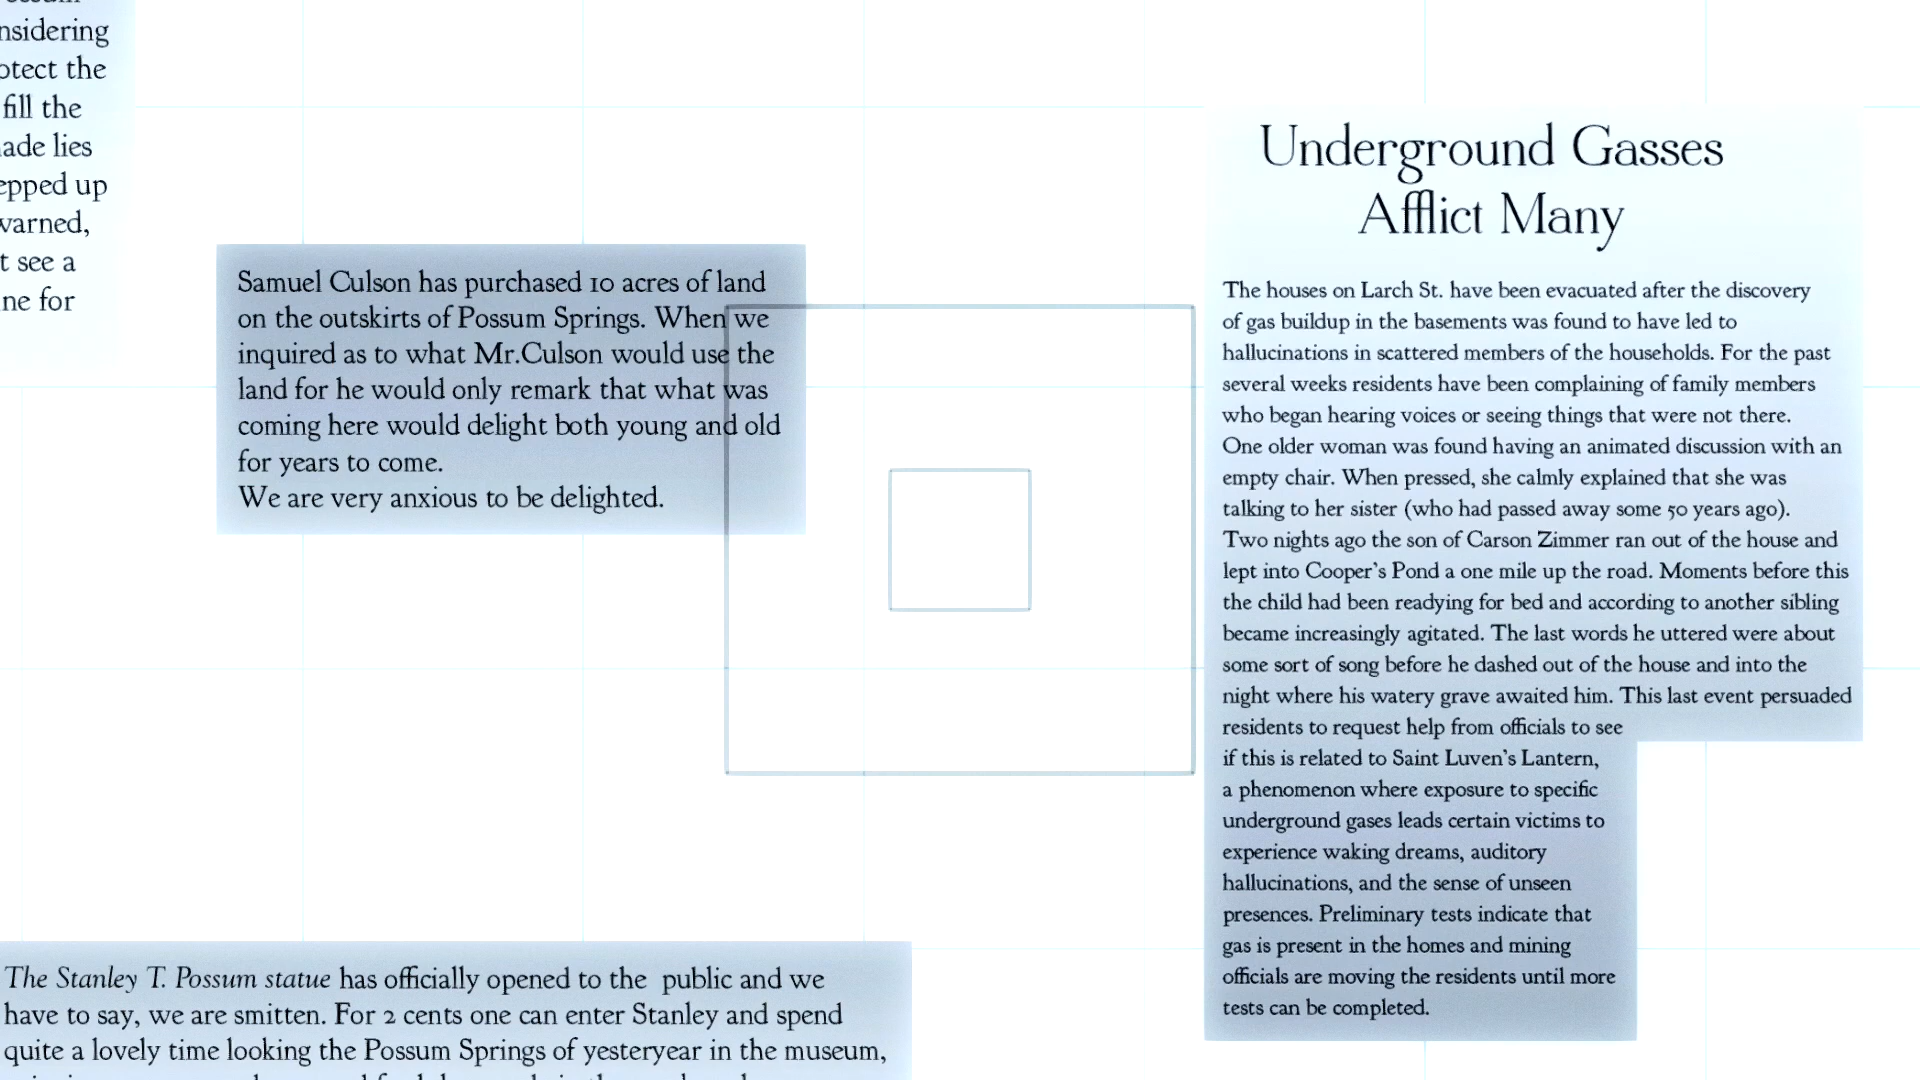 nsidering
otect the
fill the
ade lies
epped up
varned,
t see a
ne for
Samuel Culson has purchased 10 acres of land
on the outskirts of Possum Springs. When we
inquired as to what Mr.Culson would use the
land for he would only remark that what was
coming here would delight both young and old
for years to come.
We are very anxious to be delighted.
The Stanley T. Possum statue has officially opened to the public and we
have to say, we are smitten. For 2 cents one can enter Stanley and spend
quite a lovely time looking the Possum Springs of yesteryear in the museum,
Underground Gasses
Afflict Many
The houses on Larch St. have been evacuated after the discovery
of gas buildup in the basements was found to have led to
hallucinations in scattered members of the households. For the past
several weeks residents have been complaining of family members
who began hearing voices or seeing things that were not there.
One older woman was found having an animated discussion with an
empty chair. When pressed, she calmly explained that she was
talking to her sister (who had passed away some 50 years ago).
Two nights ago the son of Carson Zimmer ran out of the house and
lept into Cooper's Pond a one mile up the road. Moments before this
the child had been readying for bed and according to another sibling
became increasingly agitated. The last words he uttered were about
some sort of song before he dashed out of the house and into the
night where his watery grave awaited him. This last event persuaded
residents to request help from officials to see
if this is related to Saint Luven's Lantern,
a phenomenon where exposure to specific
underground gases leads certain victims to
experience waking dreams, auditory
hallucinations, and the sense of unseen
presences. Preliminary tests indicate that
gas is present in the homes and mining
officials are moving the residents until more
tests can be completed.